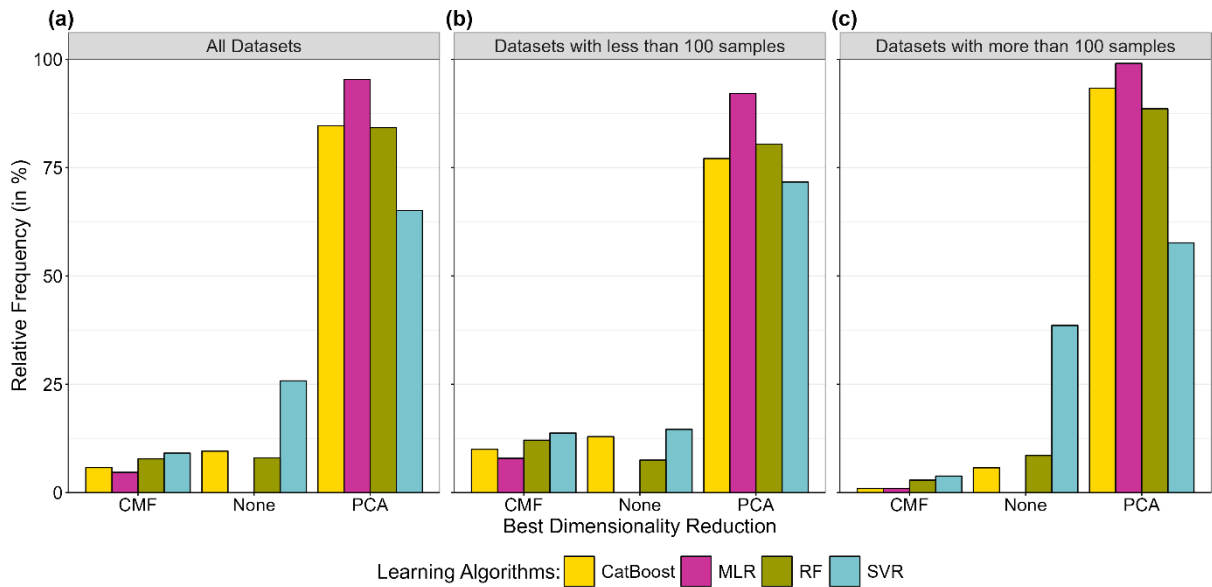 (a)
(b)
(c)
All Datasets
Datasets with less than 100 samples
Datasets with more than 100 samples
Relative Frequency (in %)
100
75
50
25
0
CMF None PCA
CMF None PCA
CMF None PCA
Best Dimensionality Reduction
Learning Algorithms: CatBoost MLR RF SVR